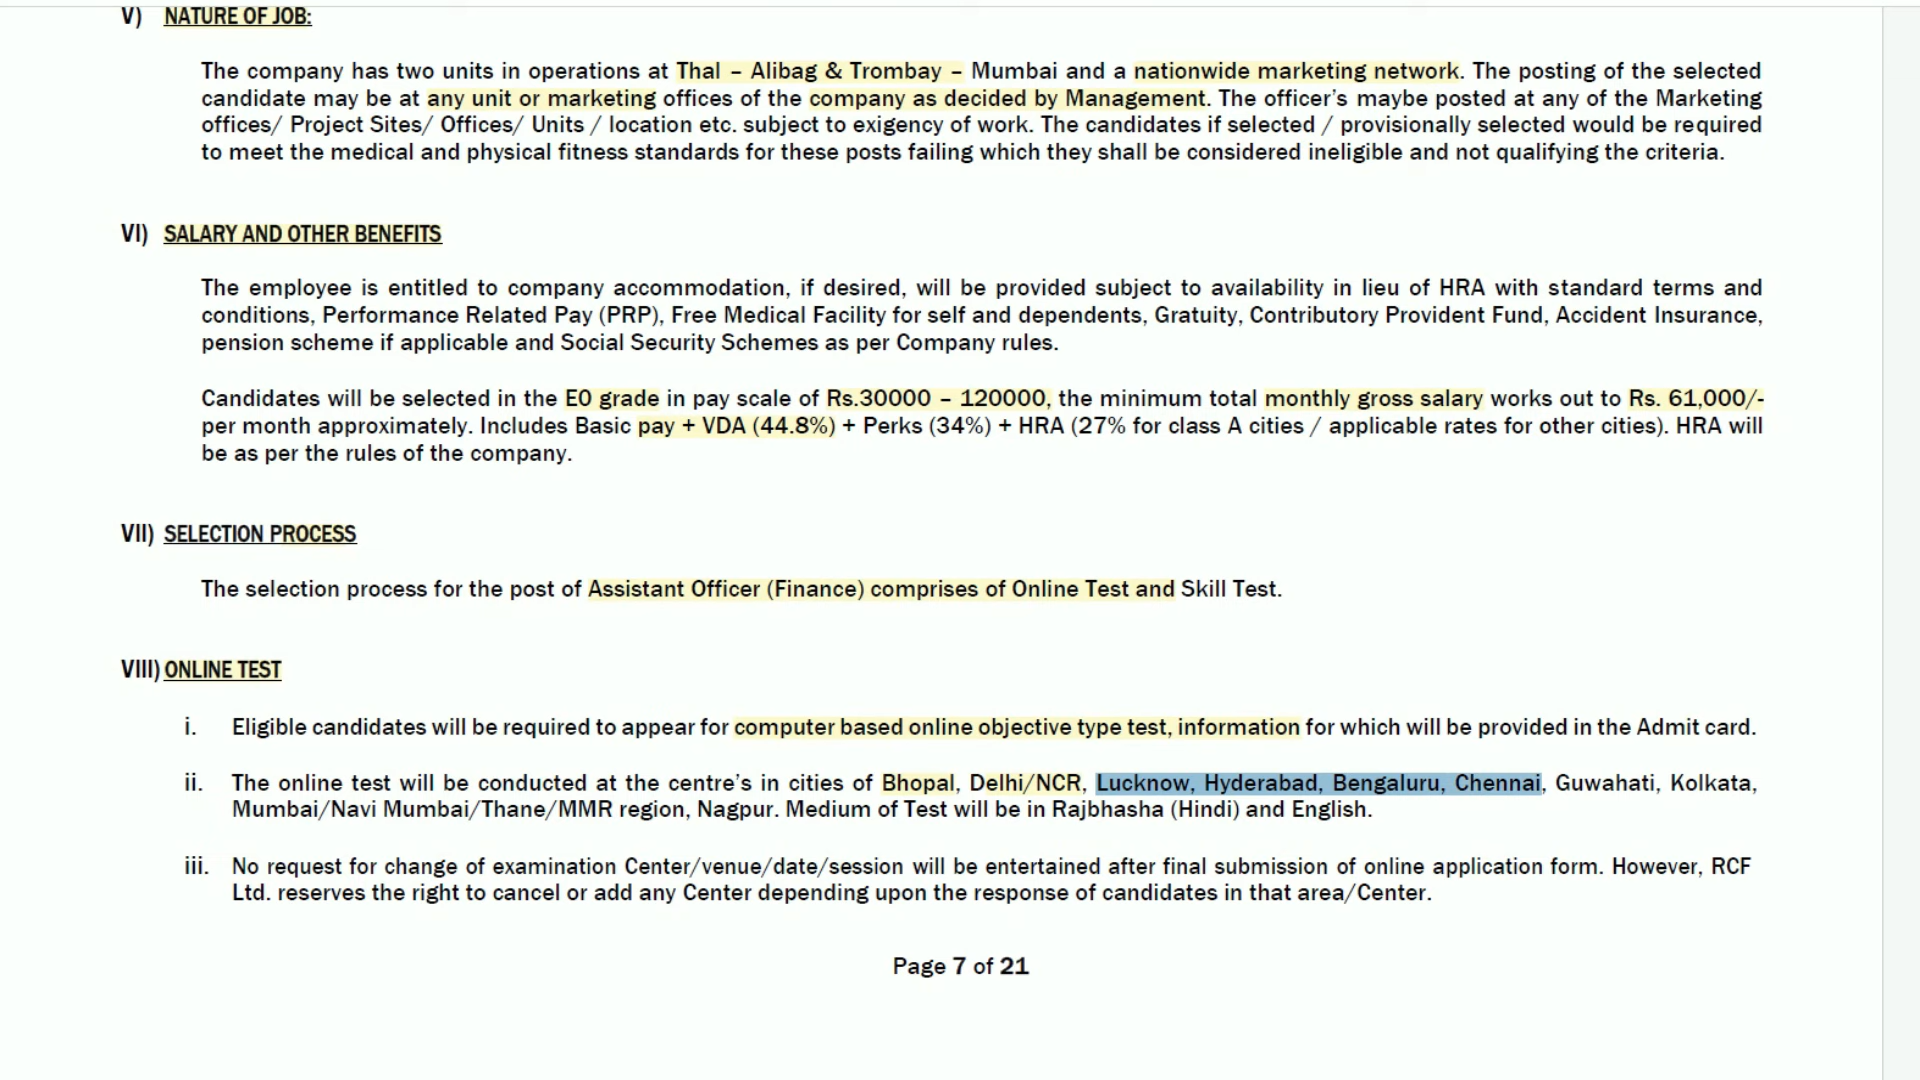 V) NATURE OF JOB:
The company has two units in operations at Thal – Alibag & Trombay – Mumbai and a nationwide marketing network. The posting of the selected
candidate may be at any unit or marketing offices of the company as decided by Management. The officer's maybe posted at any of the Marketing
offices/ Project Sites/ Offices/ Units / location etc. subject to exigency of work. The candidates if selected / provisionally selected would be required
to meet the medical and physical fitness standards for these posts failing which they shall be considered ineligible and not qualifying the criteria.
VI) SALARY AND OTHER BENEFITS
The employee is entitled to company accommodation, if desired, will be provided subject to availability in lieu of HRA with standard terms and
conditions, Performance Related Pay (PRP), Free Medical Facility for self and dependents, Gratuity, Contributory Provident Fund, Accident Insurance,
pension scheme if applicable and Social Security Schemes as per Company rules.
Candidates will be selected in the E0 grade in pay scale of Rs.30000 – 120000, the minimum total monthly gross salary works out to Rs. 61,000/-
per month approximately. Includes Basic pay + VDA (44.8%) + Perks (34%) + HRA (27% for class A cities / applicable rates for other cities). HRA will
be as per the rules of the company.
VII) SELECTION PROCESS
The selection process for the post of Assistant Officer (Finance) comprises of Online Test and Skill Test.
VIII) ONLINE TEST
i. Eligible candidates will be required to appear for computer based online objective type test, information for which will be provided in the Admit card.
ii. The online test will be conducted at the centre's in cities of Bhopal, Delhi/NCR, Lucknow, Hyderabad, Bengaluru, Chennai, Guwahati, Kolkata,
Mumbai/Navi Mumbai/Thane/MMR region, Nagpur. Medium of Test will be in Rajbhasha (Hindi) and English.
iii. No request for change of examination Center/venue/date/session will be entertained after final submission of online application form. However, RCF
Ltd. reserves the right to cancel or add any Center depending upon the response of candidates in that area/Center.
Page 7 of 21